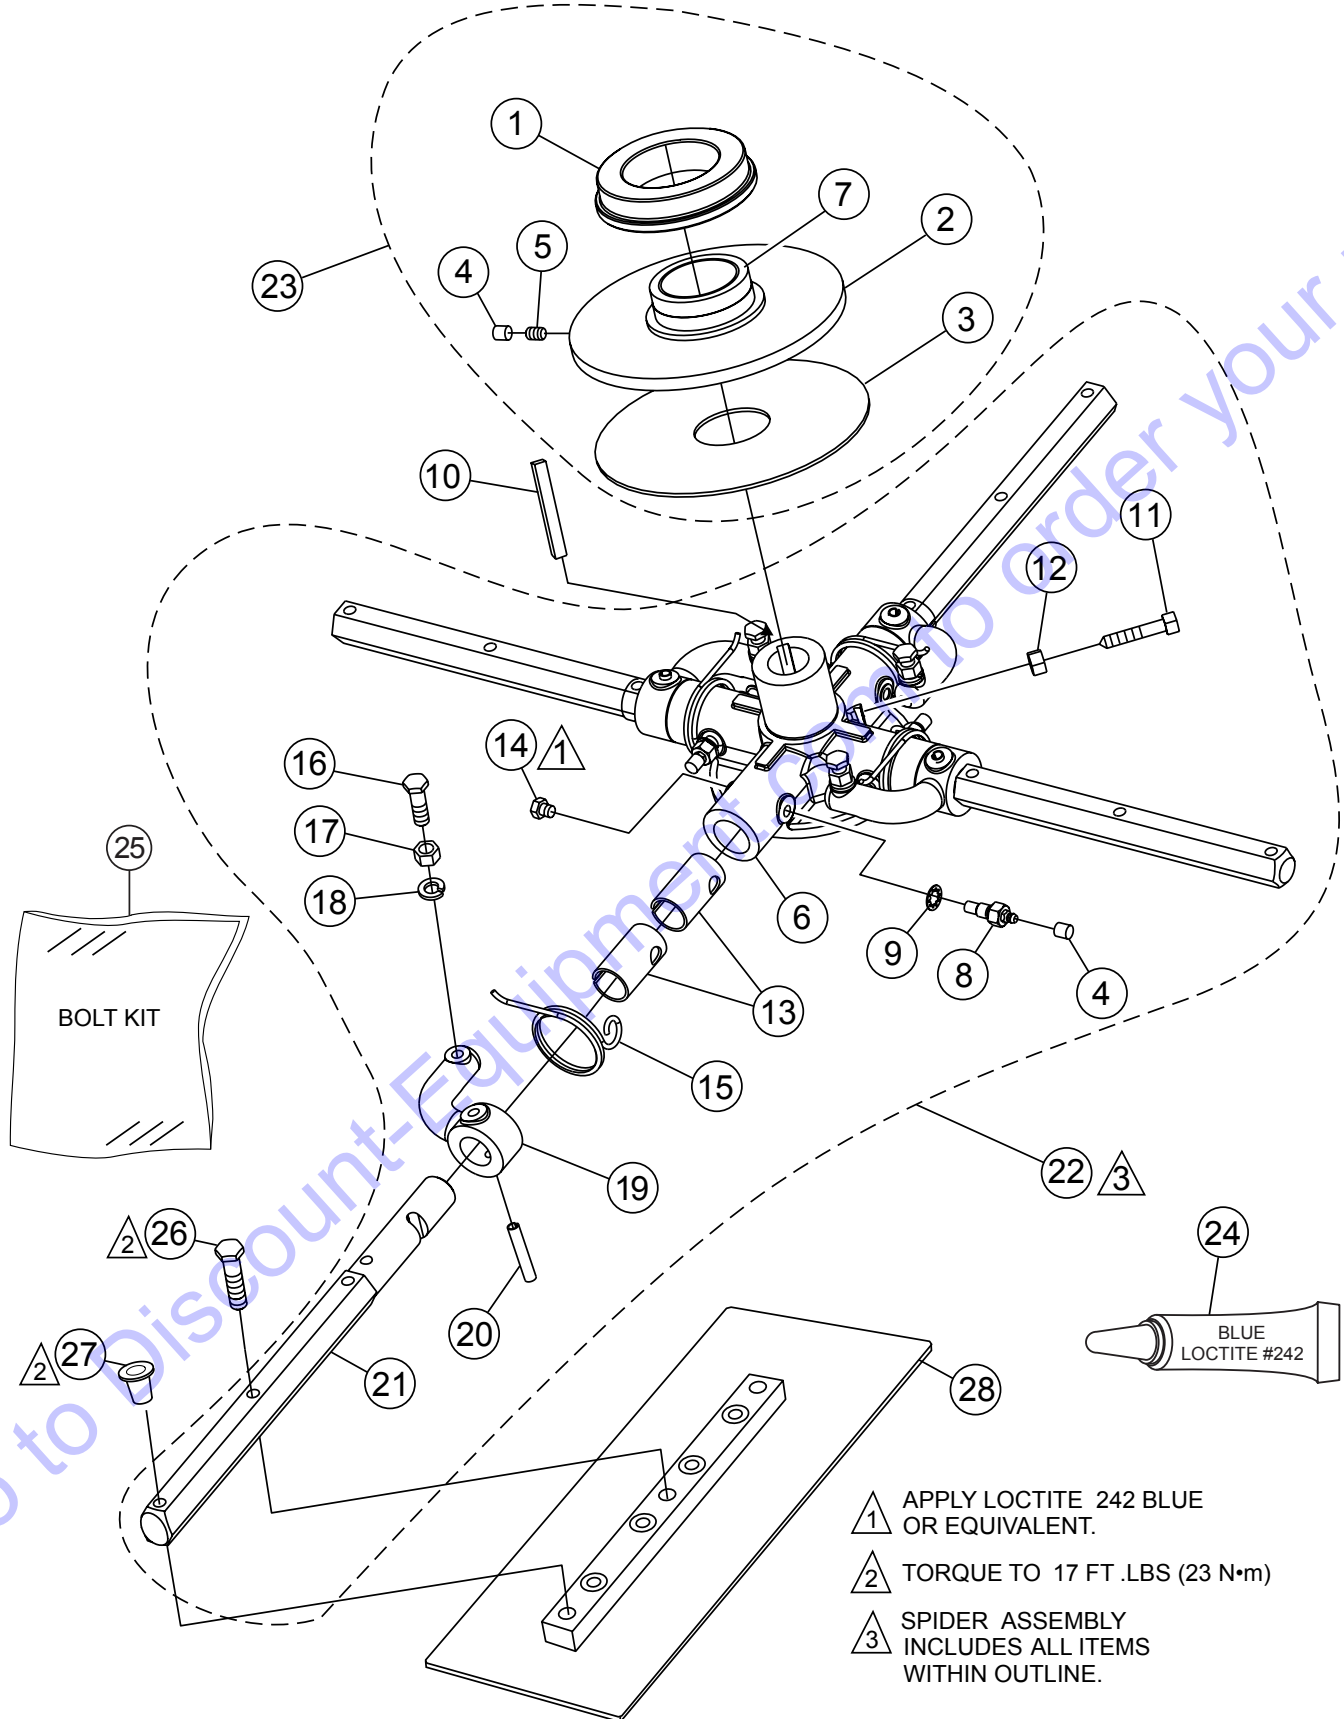 1
7
2
5
4
23
3
10
11
12
14 1
16
17
25
18
6
9
8
4
13
BOLT KIT
15
19
22 3
2 26
24
20
BLUE
LOCTITE #242
2 27
21
28
1 APPLY LOCTITE 242 BLUE
OR EQUIVALENT.
2 TORQUE TO 17 FT .LBS (23 N•m)
3 SPIDER ASSEMBLY
INCLUDES ALL ITEMS
WITHIN OUTLINE.
to Discount-Equipment.com to order your